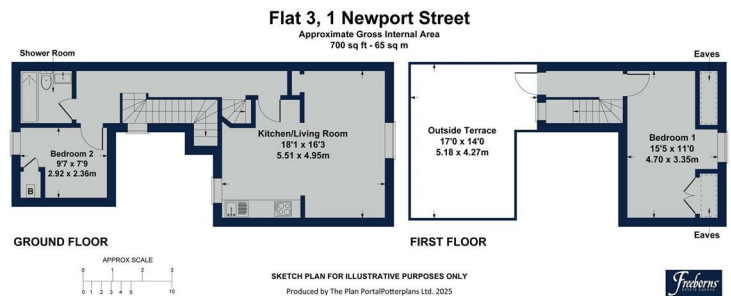 Flat 3, 1 Newport Street
Approximate Gross Internal Area
700 sq ft - 65 sq m
Shower Room
Kitchen/Living Room
18'1 x 16'3
5.51 x 4.95m
Bedroom 2
9'7 x 7'9
2.92 x 2.36m
B
GROUND FLOOR
Eaves
Outside Terrace
17'0 x 14'0
5.18 x 4.27m
Bedroom 1
15'5 x 11'0
4.70 x 3.35m
Eaves
FIRST FLOOR
APPROX SCALE
0 1 2 3
0 1 2 3 4 5 10
SKETCH PLAN FOR ILLUSTRATIVE PURPOSES ONLY
Produced by The Plan PortalPotterplans Ltd. 2025
Freeborns
ESTATE AGENTS